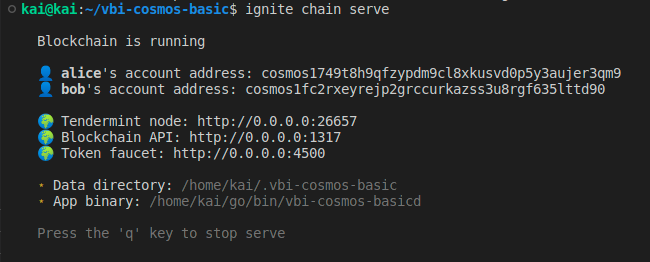 kai@kai:~/vbi-cosmos-basic$ ignite chain serve
Blockchain is running
alice's account address: cosmos1749t8h9qfzypdm9cl8xkusvd0p5y3aujer3qm9
bob's account address: cosmos1fc2rxeyrejp2grccurkazss3u8rgf635lttd90
Tendermint node: http://0.0.0.0:26657
Blockchain API: http://0.0.0.0:1317
Token faucet: http://0.0.0.0:4500
⋆ Data directory: /home/kai/.vbi-cosmos-basic
⋆ App binary: /home/kai/go/bin/vbi-cosmos-basicd
Press the 'q' key to stop serve